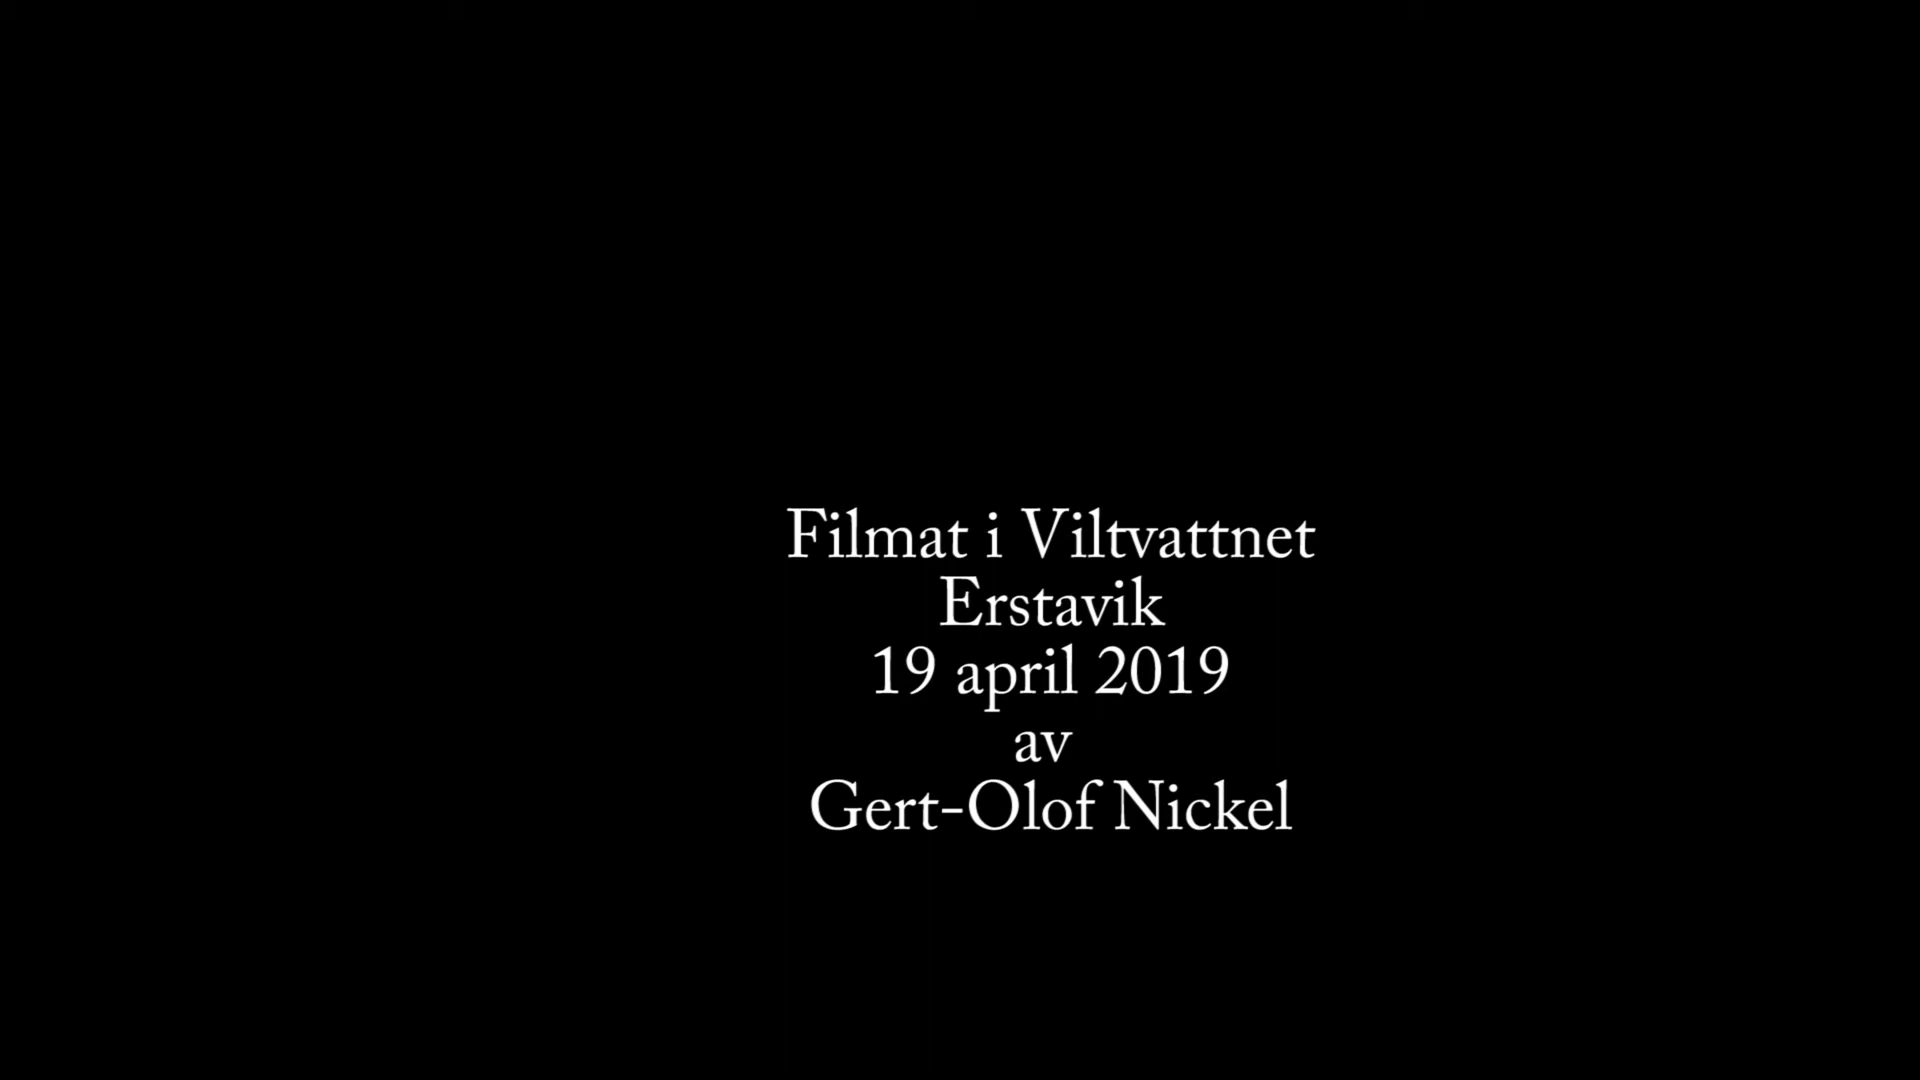 Filmat i Viltvattnet
Erstavik
19 april 2019
av
Gert-Olof Nickel